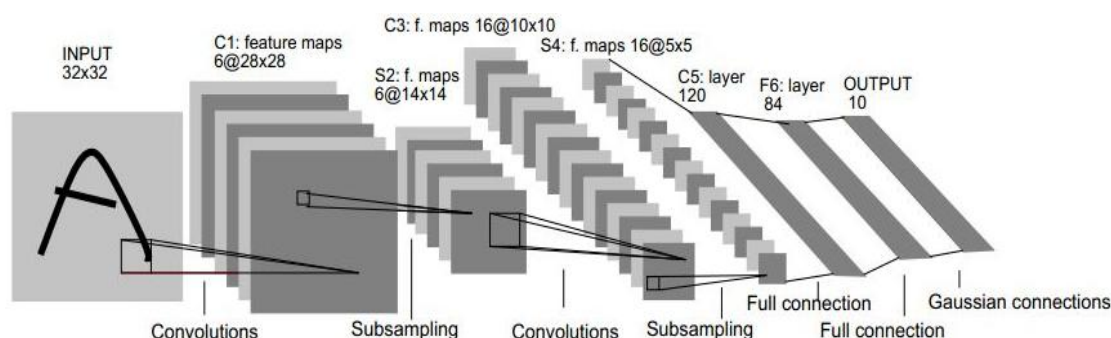 INPUT
32x32
C1: feature maps
6@28x28
S2: f. maps
6@14x14
C3: f. maps 16@10x10
S4: f. maps 16@5x5
C5: layer
120
F6: layer
84
OUTPUT
10
Convolutions
Subsampling
Convolutions
Subsampling
Full connection
Full connection
Gaussian connections